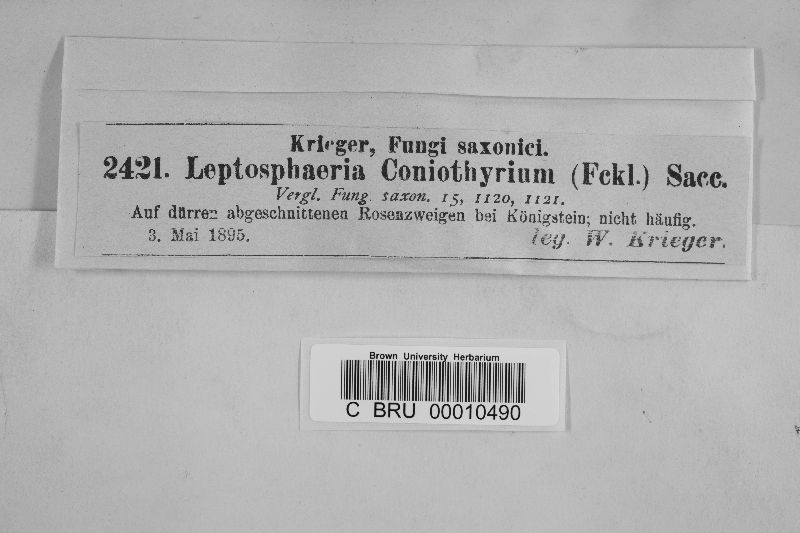 Krieger, Fungi saxonici.
2421. Leptosphaeria Coniothyrium (Fckl.) Sacc.
Vergl. Fung. saxon. 15, 1120, 1121.
Auf dürren abgeschnittenen Rosenzweigen bei Königstein; nicht häufig.
3. Mai 1895. leg. W. Krieger.
Brown University Herbarium
C BRU 00010490